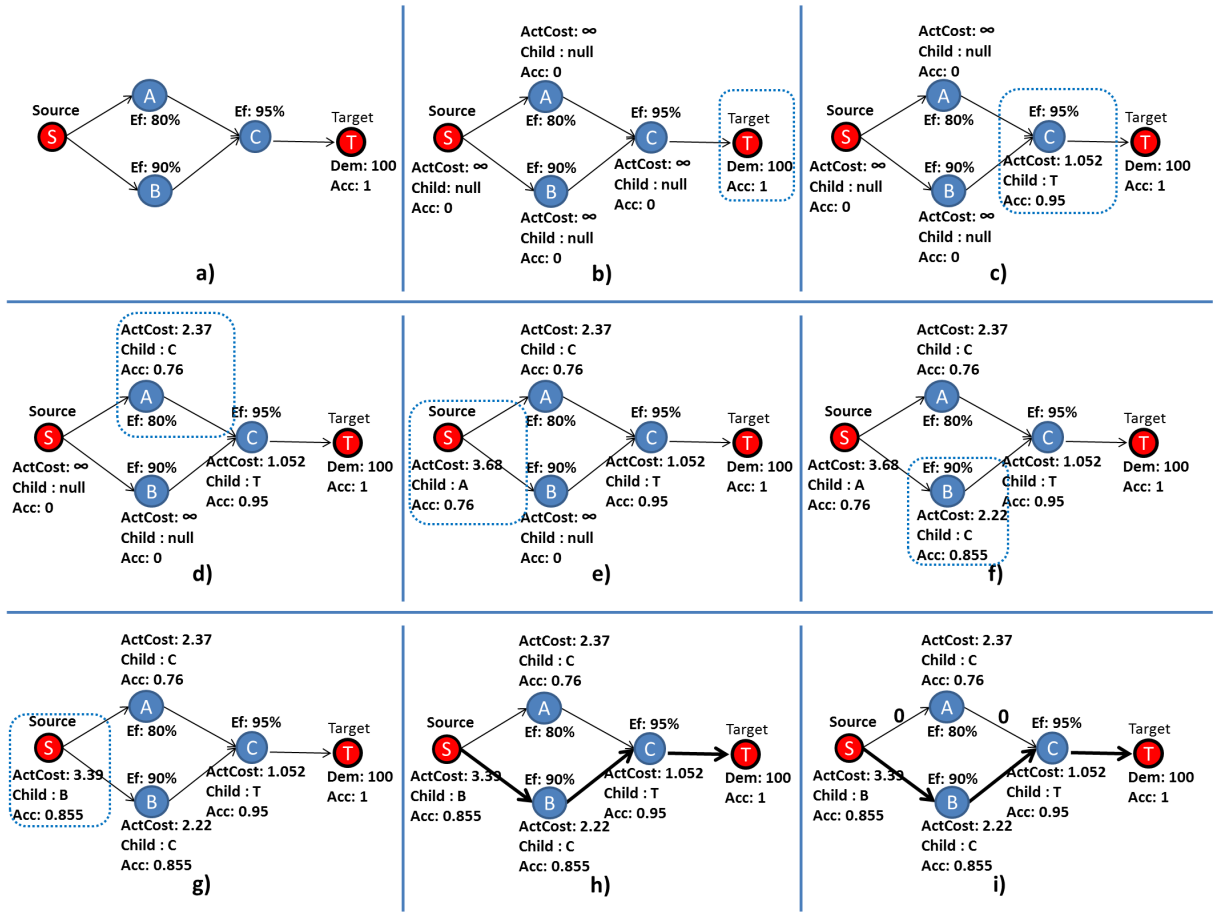 Source
S
A
Ef: 80%
Ef: 90%
B
Ef: 95%
C
Target
T
Dem: 100
Acc: 1
a)
ActCost: ∞
Child : null
Acc: 0
A
Ef: 80%
Source
S
ActCost: ∞
Child: null
Acc: 0
Ef: 90%
B
ActCost: ∞
Child : null
Acc: 0
Ef: 95%
C
ActCost: ∞
Child : null
Acc: 0
Target
T
Dem: 100
Acc: 1
b)
ActCost: ∞
Child : null
Acc: 0
A
Ef: 80%
Source
S
ActCost: ∞
Child : null
Acc: 0
Ef: 90%
B
ActCost: ∞
Child : null
Acc: 0
Ef: 95%
C
ActCost: 1.052
Child : T
Acc: 0.95
Target
T
Dem: 100
Acc: 1
c)
ActCost: 2.37
Child : C
Acc: 0.76
A
Ef: 80%
Source
S
ActCost: ∞
Child : null
Acc: 0
Ef: 90%
B
ActCost: ∞
Child : null
Acc: 0
Ef: 95%
C
ActCost: 1.052
Child : T
Acc: 0.95
Target
T
Dem: 100
Acc: 1
d)
ActCost: 2.37
Child : C
Acc: 0.76
A
Ef: 80%
Source
S
ActCost: 3.68
Child : A
Acc: 0.76
Ef: 90%
B
ActCost: ∞
Child : null
Acc: 0
Ef: 95%
C
ActCost: 1.052
Child : T
Acc: 0.95
Target
T
Dem: 100
Acc: 1
e)
ActCost: 2.37
Child : C
Acc: 0.76
A
Ef: 80%
Source
S
ActCost: 3.68
Child : A
Acc: 0.76
Ef: 90%
B
ActCost: 2.22
Child : C
Acc: 0.855
Ef: 95%
C
ActCost: 1.052
Child : T
Acc: 0.95
Target
T
Dem: 100
Acc: 1
f)
ActCost: 2.37
Child : C
Acc: 0.76
A
Ef: 80%
Source
S
ActCost: 3.39
Child : B
Acc: 0.855
Ef: 90%
B
ActCost: 2.22
Child : C
Acc: 0.855
Ef: 95%
C
ActCost: 1.052
Child : T
Acc: 0.95
Target
T
Dem: 100
Acc: 1
g)
ActCost: 2.37
Child : C
Acc: 0.76
A
Ef: 80%
Source
S
ActCost: 3.39
Child : B
Acc: 0.855
Ef: 90%
B
ActCost: 2.22
Child : C
Acc: 0.855
Ef: 95%
C
ActCost: 1.052
Child : T
Acc: 0.95
Target
T
Dem: 100
Acc: 1
h)
ActCost: 2.37
Child : C
Acc: 0.76
0
A
0
Ef: 80%
Source
S
ActCost: 3.39
Child : B
Acc: 0.855
Ef: 90%
B
ActCost: 2.22
Child : C
Acc: 0.855
Ef: 95%
C
ActCost: 1.052
Child : T
Acc: 0.95
Target
T
Dem: 100
Acc: 1
i)